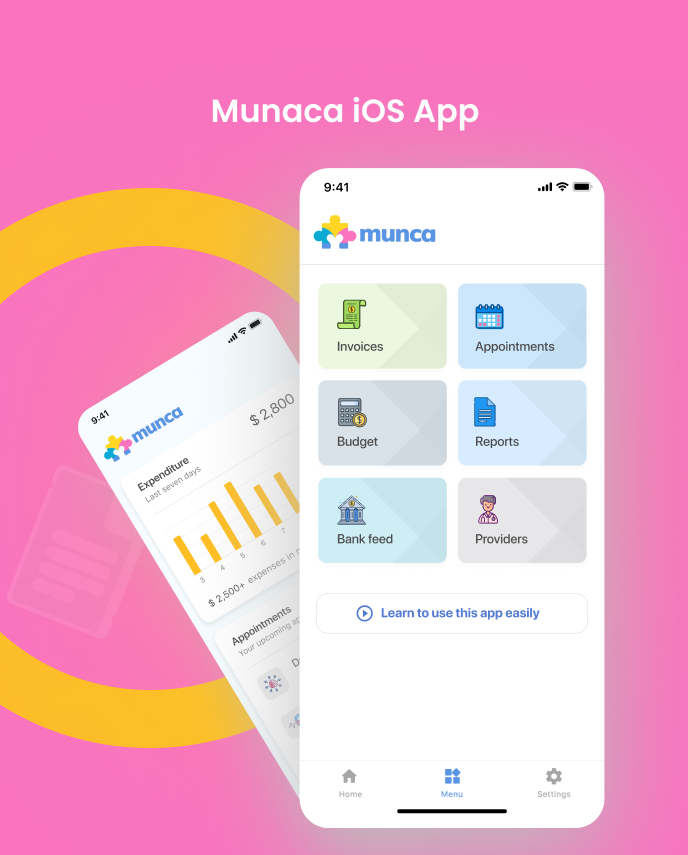 Munaca iOS App
9:41
munca
Invoices
Appointments
Budget
Reports
Bank feed
Providers
Learn to use this app easily
Home
Menu
Settings
9:41
munca
$ 2,800
Expenditure
Last seven days
3 4 5 6 7
$ 2,500+ expenses in
Appointments
Your upcoming